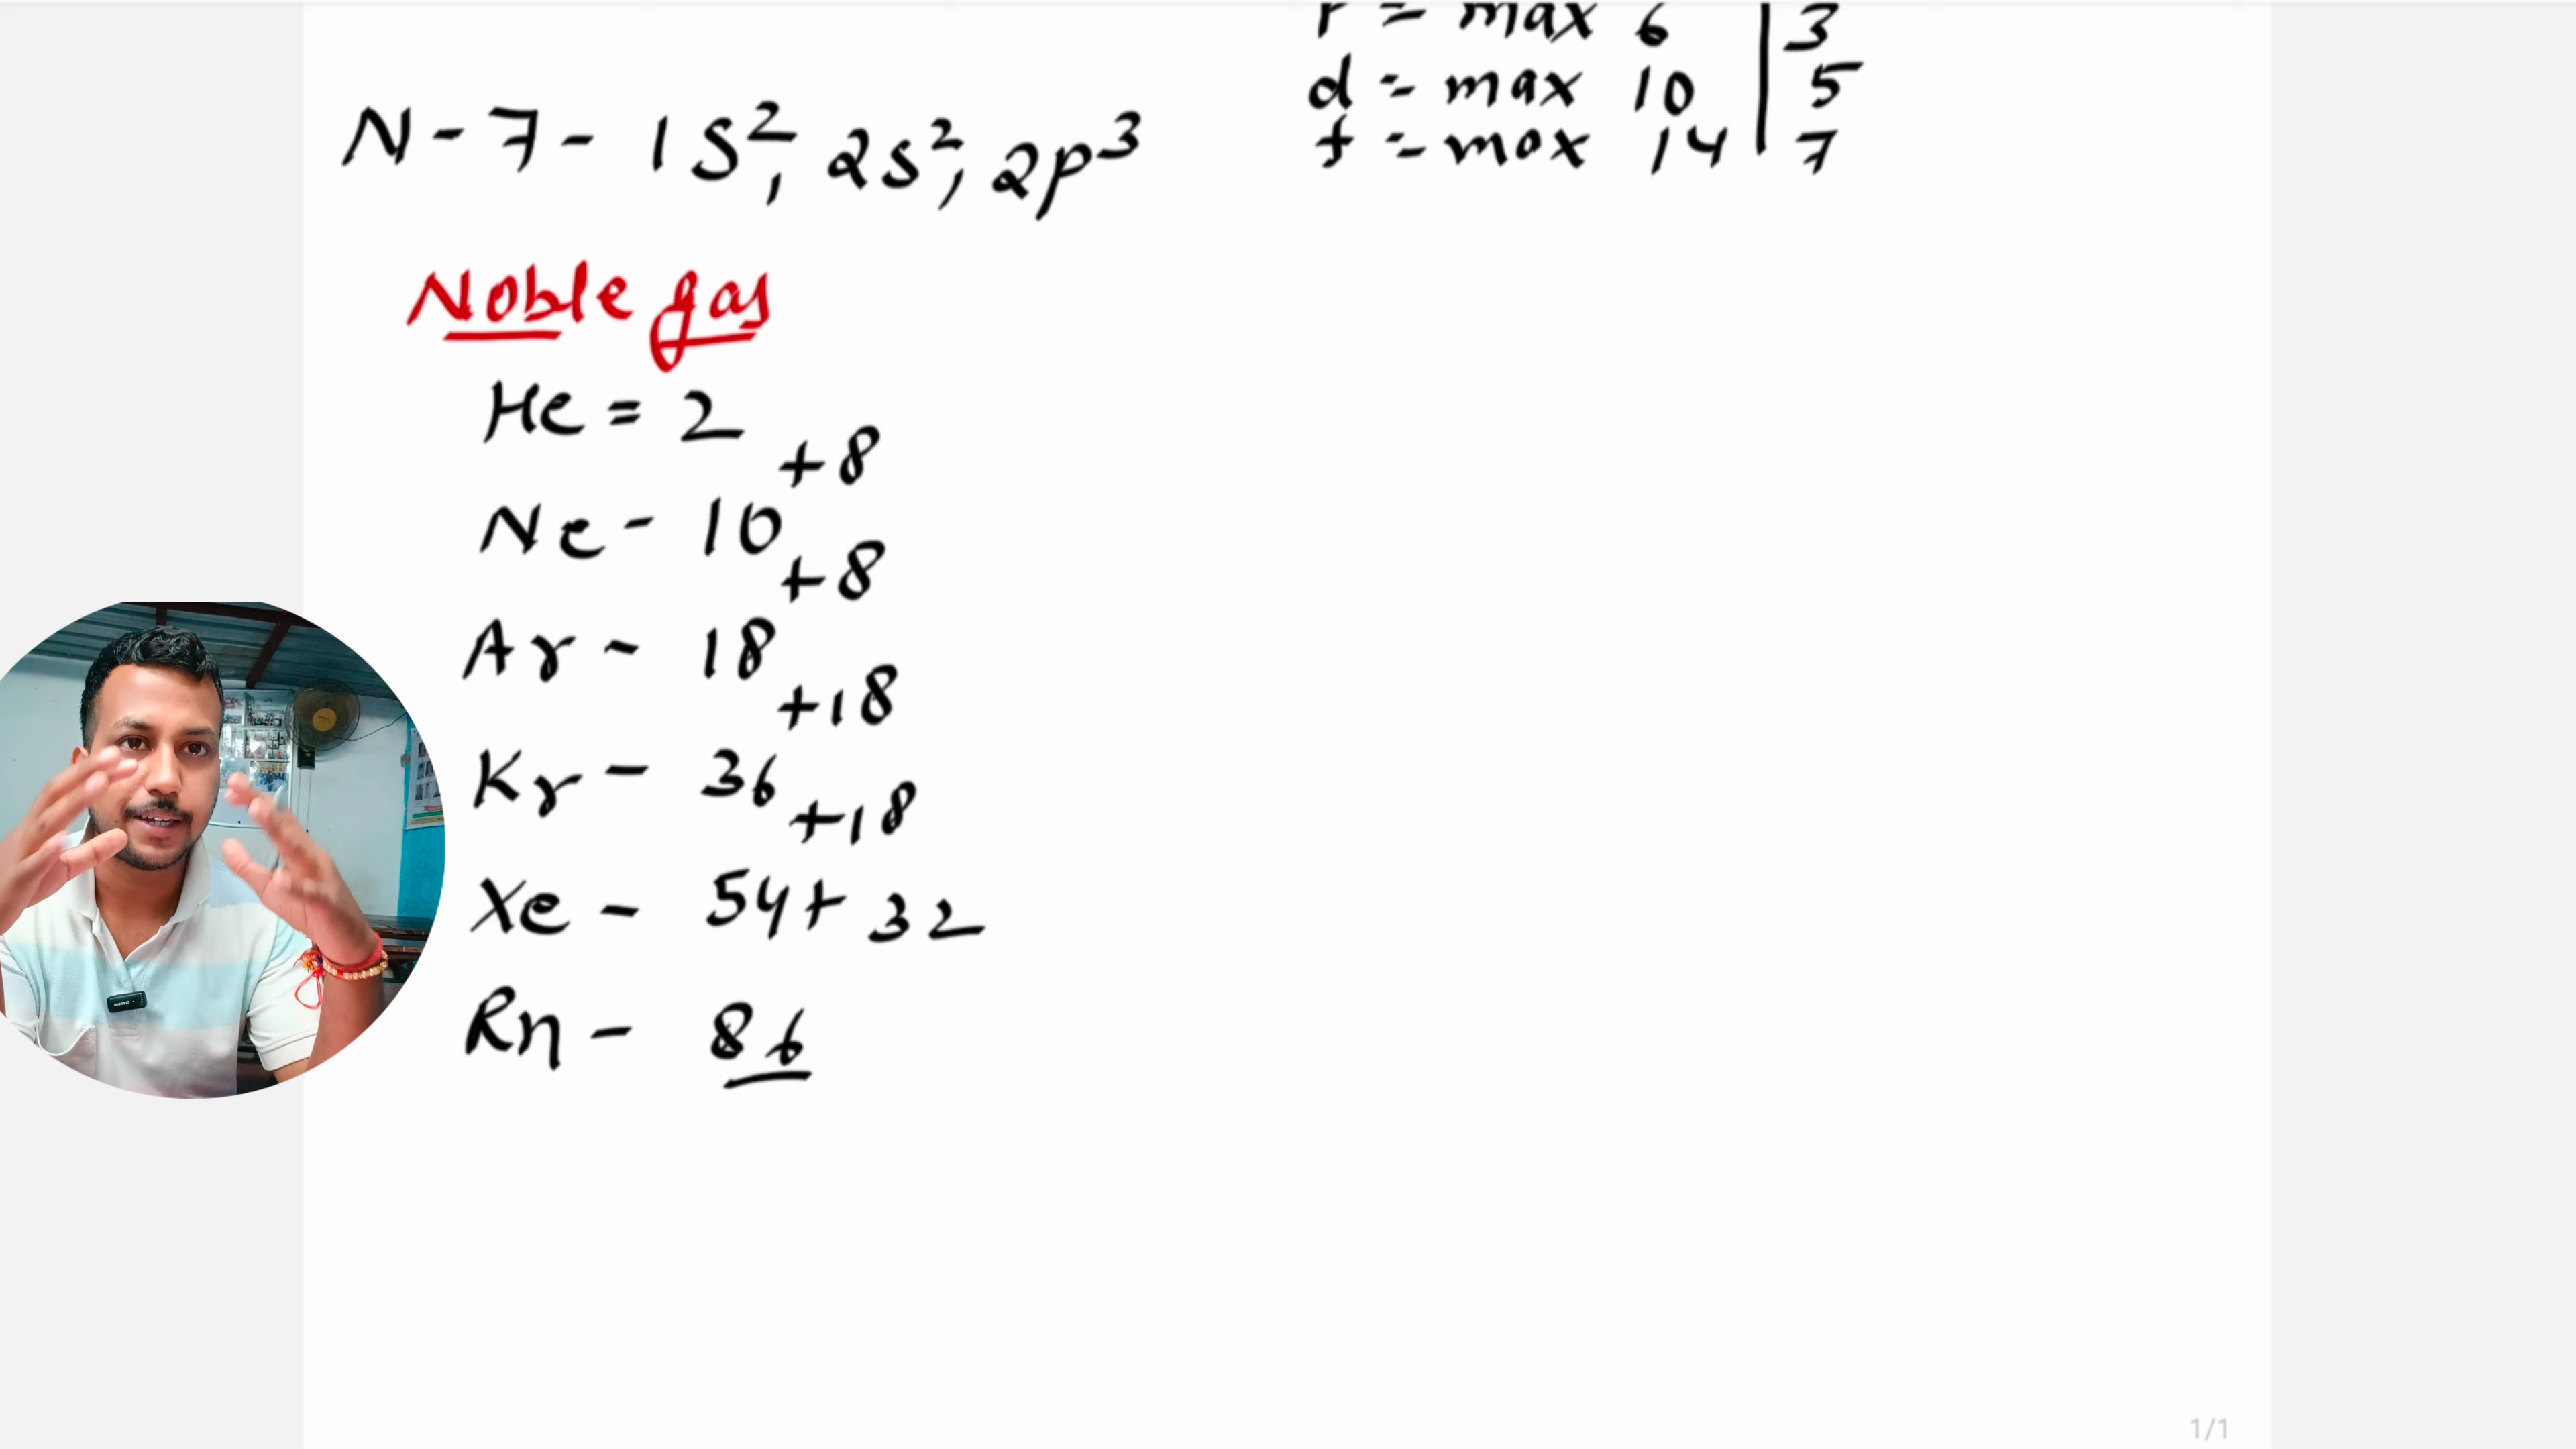 = max 6 | 3
d = max 10 | 5
f = max 14 | 7
N - 7 - 1s², 2s², 2p³
Noble gas
He = 2
+8
Ne - 10
+8
Ar - 18
+18
Kr - 36
+18
Xe - 54 + 32
Rn - 86
1/1